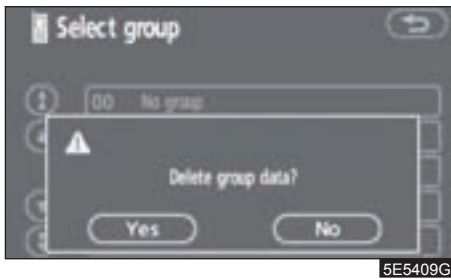 Select group
00 No group
Delete group data?
Yes No
5E5409G